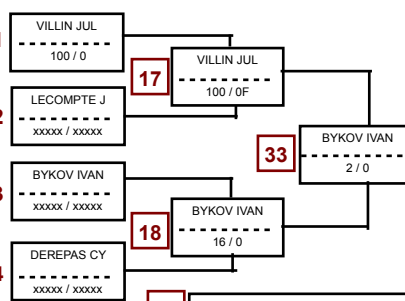 VILLIN JUL
100 / 0
LECOMPTE J
xxxxx / xxxxx
BYKOV IVAN
xxxxx / xxxxx
DEREPAS CY
xxxxx / xxxxx
17
VILLIN JUL
100 / 0F
18
BYKOV IVAN
16 / 0
33
BYKOV IVAN
2 / 0